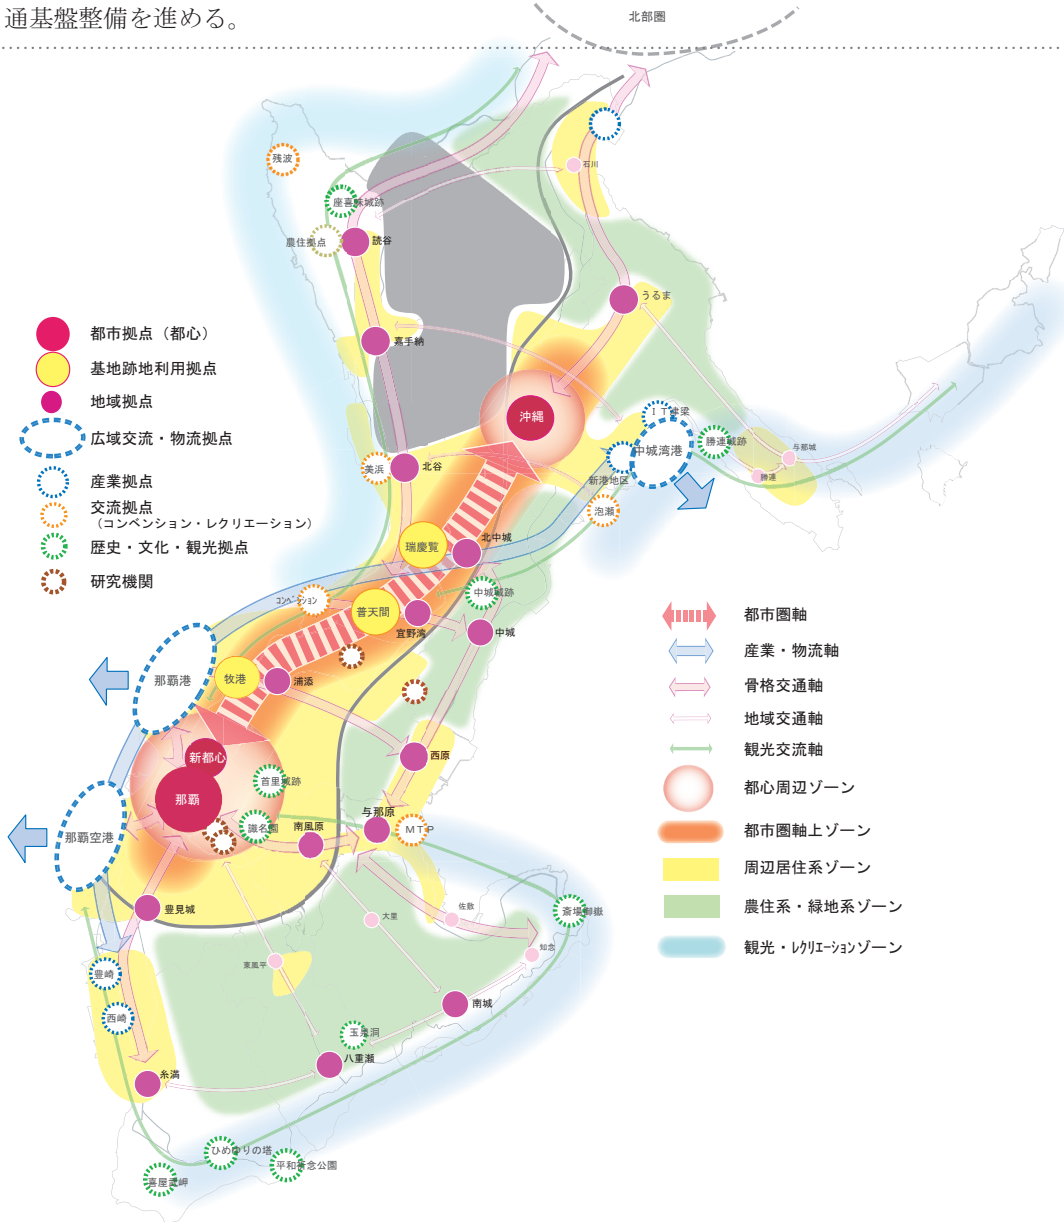 通基盤整備を進める。
北部圏
残波
石川
座喜味城跡
農住拠点
読谷
うるま
嘉手納
沖縄
ＩＴ津梁
中城湾港
勝連城跡
与那城
勝連
新港地区
泡瀬
美浜
北谷
北中城
瑞慶覧
中城城跡
コンベンション
普天間
宜野湾
中城
牧港
浦添
那覇港
西原
新都心
那覇
首里城跡
識名園
南風原
与那原
ＭＴＰ
那覇空港
豊見城
大里
佐敷
斎場御嶽
知念
東風平
豊崎
西崎
南城
玉泉洞
八重瀬
糸満
ひめゆりの塔
平和祈念公園
喜屋武岬
都市拠点（都心）
基地跡地利用拠点
地域拠点
広域交流・物流拠点
産業拠点
交流拠点
（コンベンション・レクリエーション）
歴史・文化・観光拠点
研究機関
都市圏軸
産業・物流軸
骨格交通軸
地域交通軸
観光交流軸
都心周辺ゾーン
都市圏軸上ゾーン
周辺居住系ゾーン
農住系・緑地系ゾーン
観光・ﾚｸﾘｴｰｼｮﾝゾーン